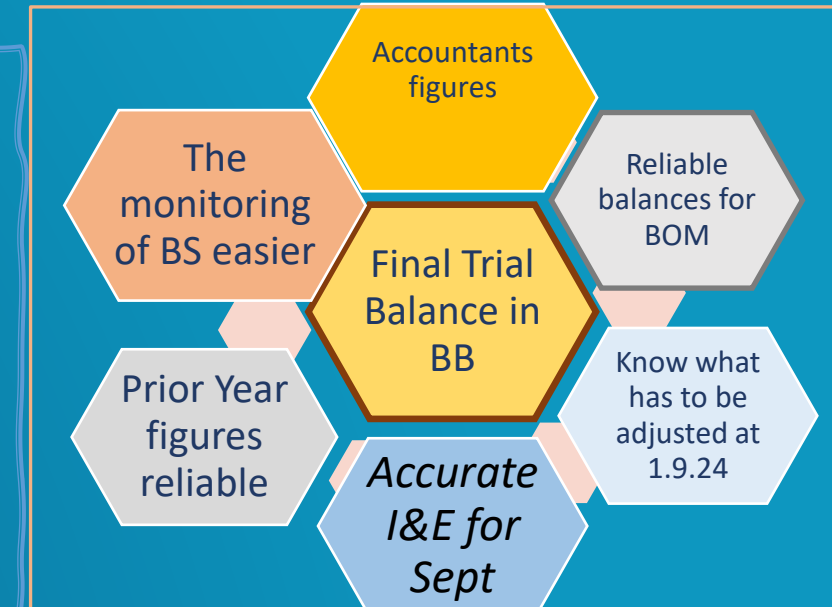 Accountants
figures
The
monitoring
of BS easier
Reliable
balances for
BOM
Final Trial
Balance in
BB
Prior Year
figures
reliable
Know what
has to be
adjusted at
1.9.24
Accurate
I&E for
Sept